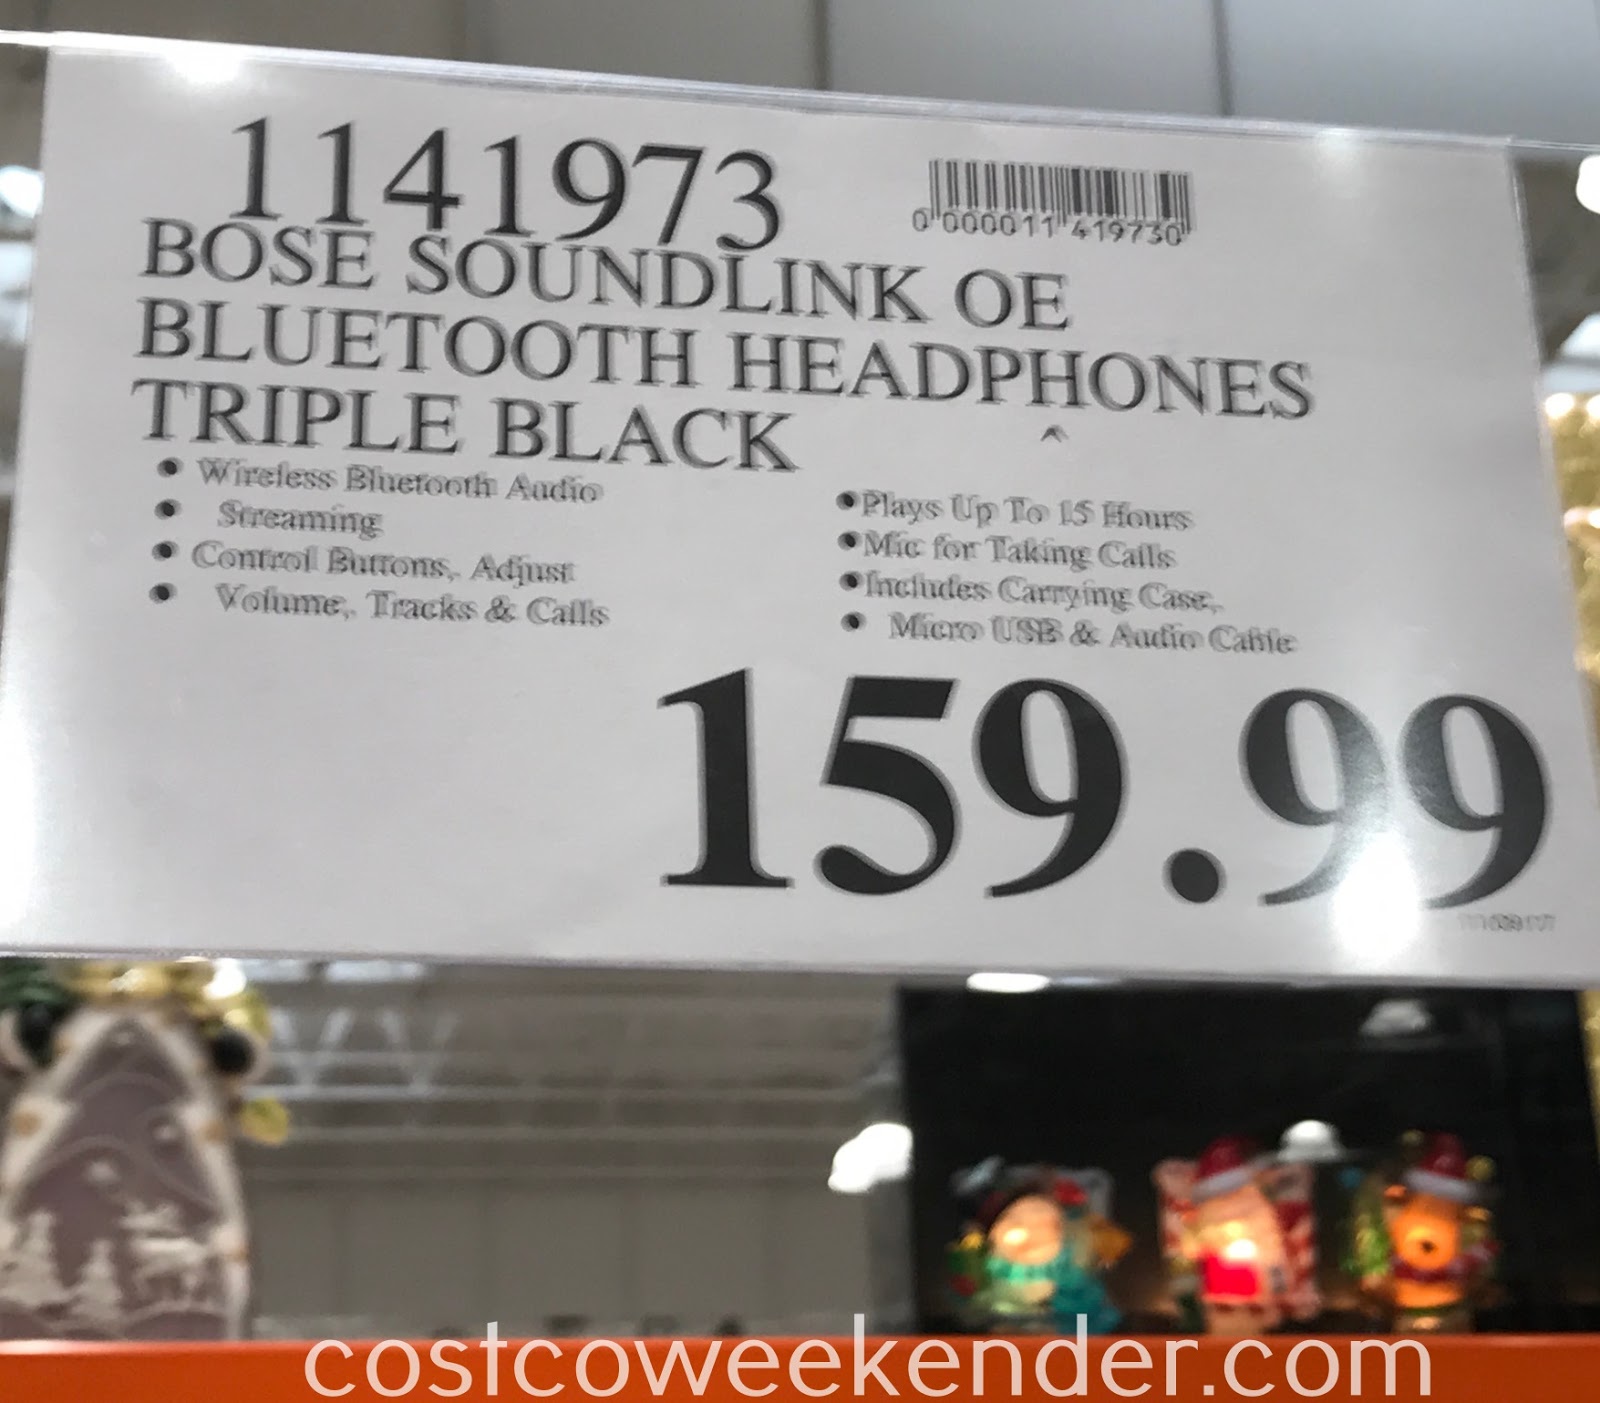 1141973
0 000011 419730
BOSE SOUNDLINK OE
BLUETOOTH HEADPHONES
TRIPLE BLACK
• Wireless Bluetooth Audio
• Streaming
• Control Buttons, Adjust
• Volume, Tracks & Calls
•Plays Up To 15 Hours
•Mic for Taking Calls
•Includes Carrying Case,
• Micro USB & Audio Cable
159.99
costcoweekender.com